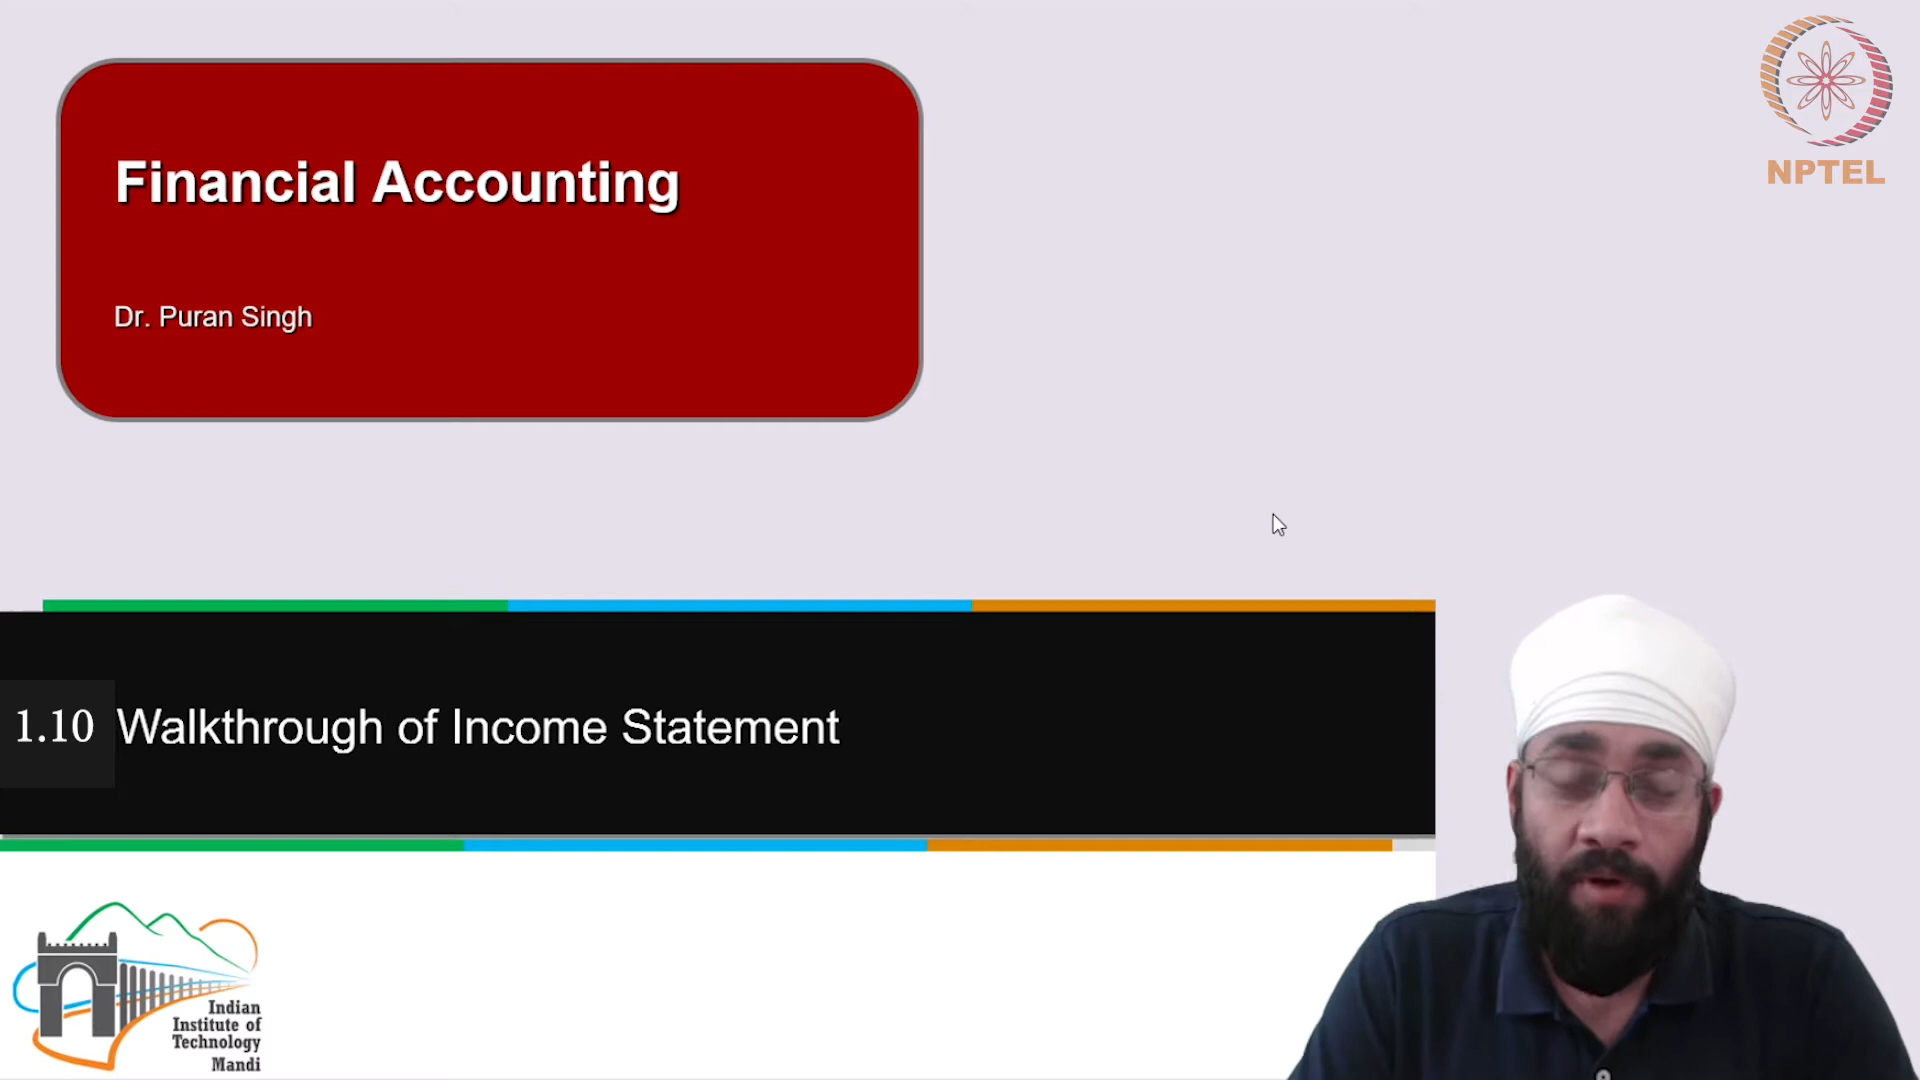 Financial Accounting
Dr. Puran Singh
NPTEL
1.10 Walkthrough of Income Statement
Indian
Institute of
Technology
Mandi